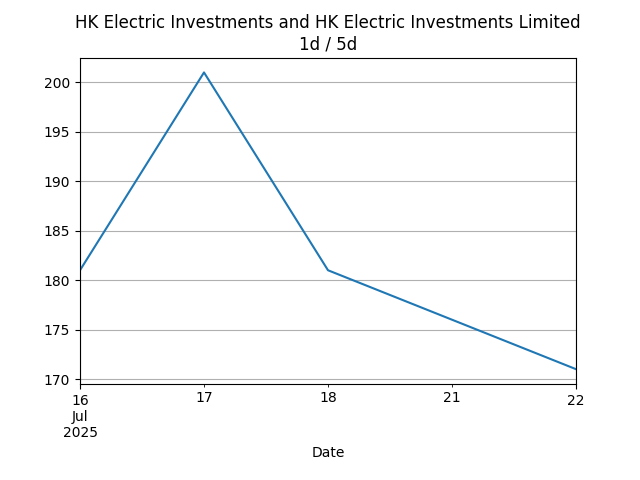 HK Electric Investments and HK Electric Investments Limited
1d / 5d
200
195
190
185
180
175
170
16 17 18 21 22
Jul
2025
Date